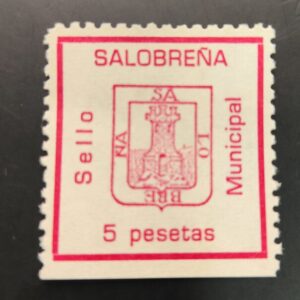 SALOBREÑA
Sello
Municipal
SA
LO
BRE
ÑA
5 pesetas